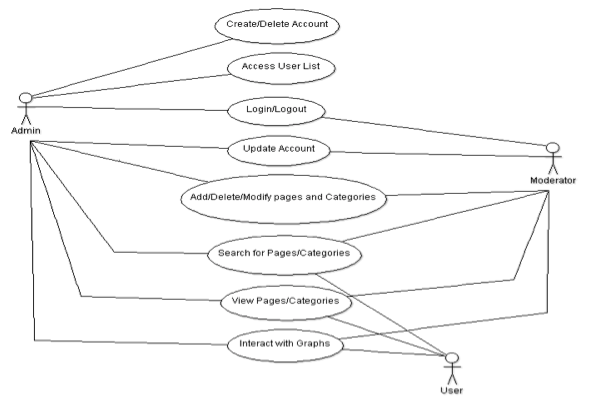 Create/Delete Account
Access User List
Login/Logout
Admin
Update Account
Moderator
Add/Delete/Modify pages and Categories
Search for Pages/Categories
View Pages/Categories
Interact with Graphs
User